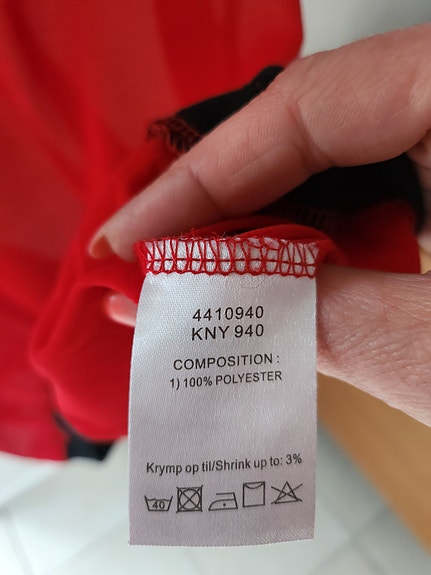 4410940
KNY 940
COMPOSITION :
1) 100% POLYESTER
Krymp op til/Shrink up to: 3%
40